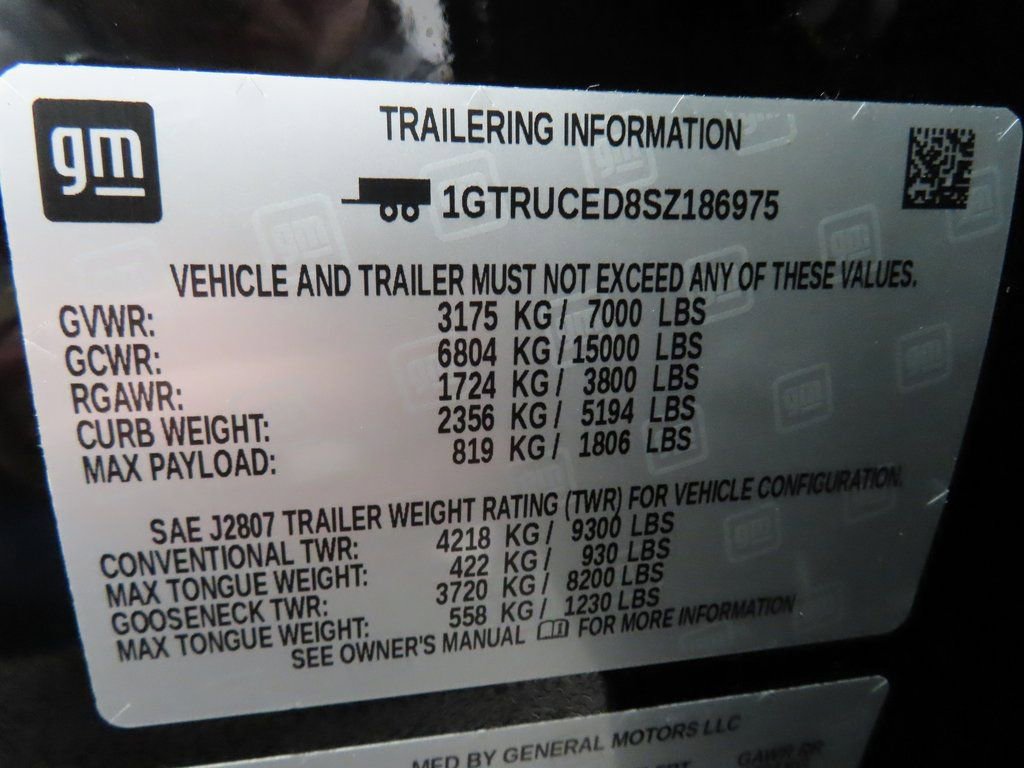 gm
TRAILERING INFORMATION
1GTRUCED8SZ186975
VEHICLE AND TRAILER MUST NOT EXCEED ANY OF THESE VALUES.
GVWR: 3175 KG / 7000 LBS
GCWR: 6804 KG / 15000 LBS
RGAWR: 1724 KG / 3800 LBS
CURB WEIGHT: 2356 KG / 5194 LBS
MAX PAYLOAD: 819 KG / 1806 LBS
SAE J2807 TRAILER WEIGHT RATING (TWR) FOR VEHICLE CONFIGURATION.
CONVENTIONAL TWR: 4218 KG / 9300 LBS
MAX TONGUE WEIGHT: 422 KG / 930 LBS
GOOSENECK TWR: 3720 KG / 8200 LBS
MAX TONGUE WEIGHT: 558 KG / 1230 LBS
SEE OWNER'S MANUAL FOR MORE INFORMATION
MFD BY GENERAL MOTORS LLC
GAWR RR